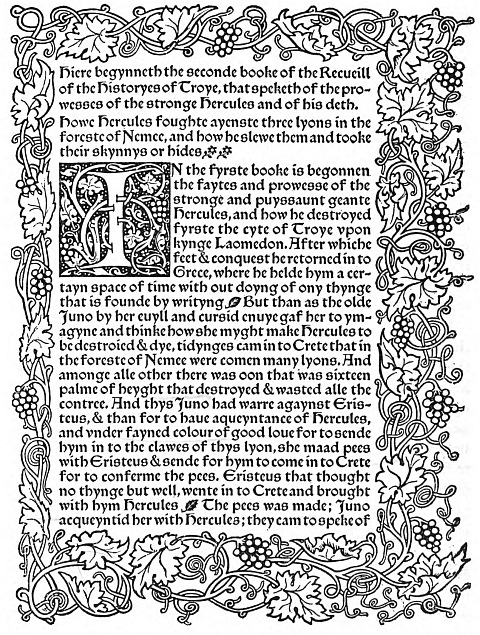 Hiere begynneth the seconde booke of the Recueill
of the Historyes of Troye, that speketh of the pro-
wesses of the stronge Hercules and of his deth.
Howe Hercules foughte ayenste three lyons in the
foreste of Nemee, and how he slewe them and tooke
their skynnys or hides
IN the fyrste booke is begonnen
the faytes and prowesse of the
stronge and puyssaunt geante
Hercules, and how he destroyed
fyrste the cyte of Troye vpon
kynge Laomedon. After whiche
feet & conquest he retorned in to
Grece, where he helde hym a cer-
tayn space of time with out doyng of ony thynge
that is founde by writyng But than as the olde
Juno by her euyll and cursid enuye gaf her to ym-
agyne and thinke how she myght make Hercules to
be destroied & dye, tidynges cam in to Crete that in
the foreste of Nemee were comen many lyons. And
amonge alle other there was oon that was sixteen
palme of heyght that destroyed & wasted alle the
contree. And thys Juno had warre agaynst Eris-
teus, & than for to haue aqueyntance of Hercules,
and vnder fayned colour of good loue for to sende
hym in to the clawes of thys lyon, she maad pees
with Eristeus & sende for hym to come in to Crete
for to conferme the pees. Eristeus that thought
no thynge but well, wente in to Crete and brought
with hym Hercules The pees was made; Juno
acqueyntid her with Hercules; they cam to speke of